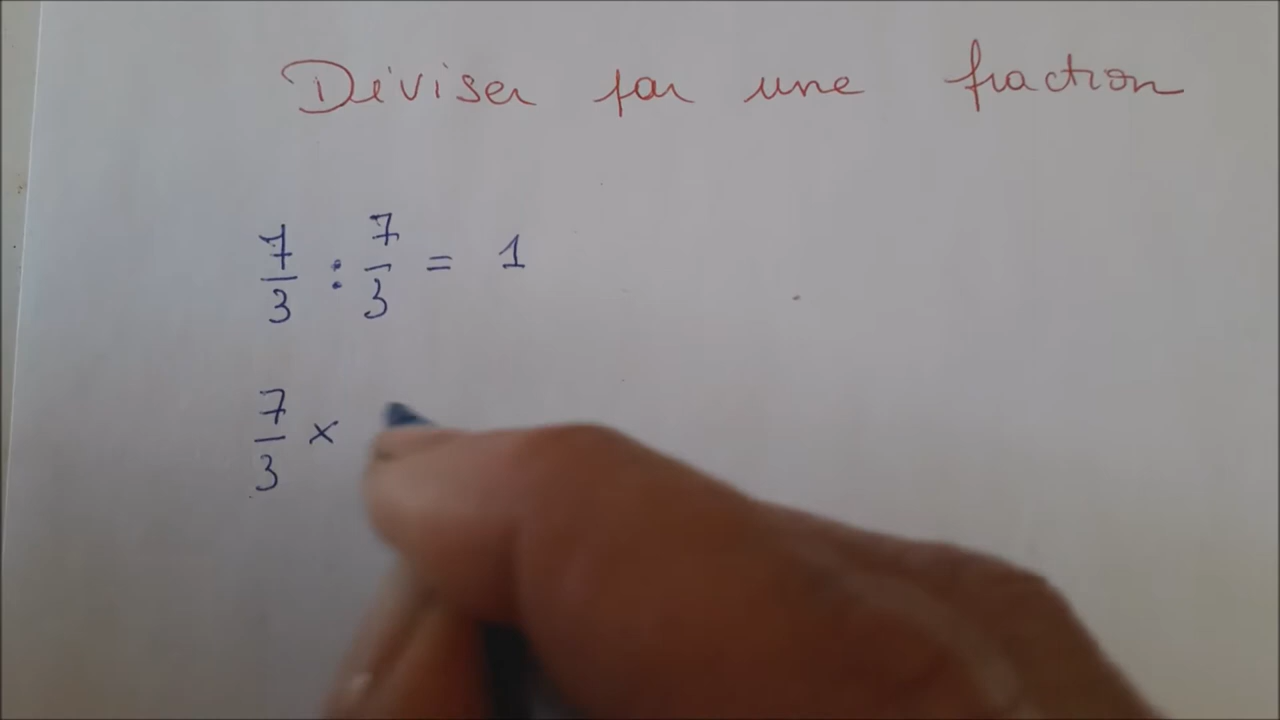 Diviser par une fraction
7/3 : 7/3 = 1
7/3 ×